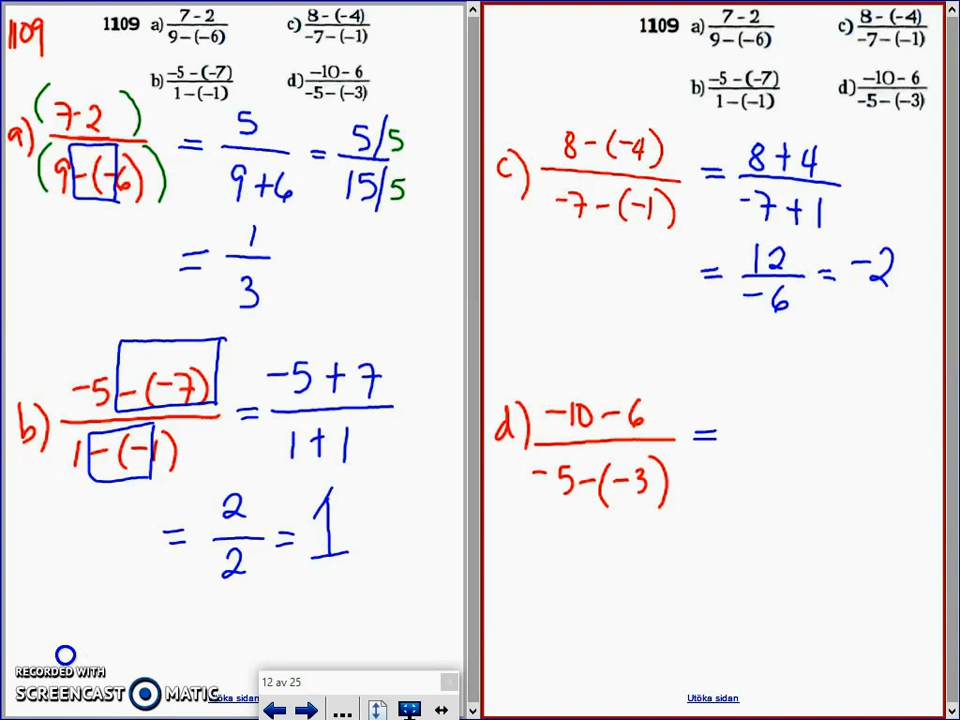 1109
1109 a) 7 - 2 / 9 - (-6) c) 8 - (-4) / -7 - (-1)
b) -5 - (-7) / 1 - (-1) d) -10 - 6 / -5 - (-3)
a) (7-2) / (9-(-6)) = 5 / 9+6 = 5/5 / 15/5
= 1 / 3
b) -5-(-7) / 1-(-1) = -5+7 / 1+1
= 2 / 2 = 1
RECORDED WITH
SCREENCAST MATIC
Utöka sidan
12 av 25
...
1109 a) 7 - 2 / 9 - (-6) c) 8 - (-4) / -7 - (-1)
b) -5 - (-7) / 1 - (-1) d) -10 - 6 / -5 - (-3)
c) 8-(-4) / -7-(-1) = 8+4 / -7+1
= 12 / -6 = -2
d) -10-6 / -5-(-3) =
Utöka sidan